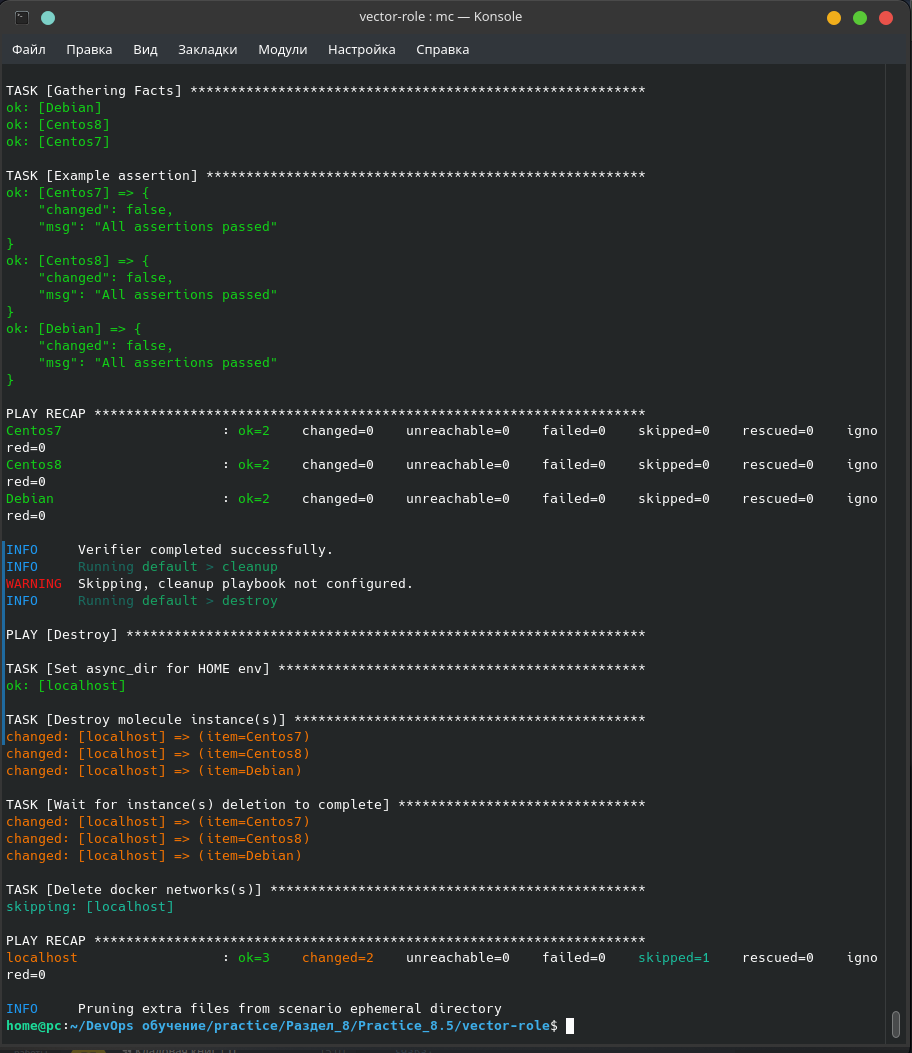 vector-role : mc — Konsole
Файл Правка Вид Закладки Модули Настройка Справка
TASK [Gathering Facts] *********************************************************
ok: [Debian]
ok: [Centos8]
ok: [Centos7]
TASK [Example assertion] *******************************************************
ok: [Centos7] => {
    "changed": false,
    "msg": "All assertions passed"
}
ok: [Centos8] => {
    "changed": false,
    "msg": "All assertions passed"
}
ok: [Debian] => {
    "changed": false,
    "msg": "All assertions passed"
}
PLAY RECAP *********************************************************************
Centos7                    : ok=2    changed=0    unreachable=0    failed=0    skipped=0    rescued=0    igno
red=0
Centos8                    : ok=2    changed=0    unreachable=0    failed=0    skipped=0    rescued=0    igno
red=0
Debian                     : ok=2    changed=0    unreachable=0    failed=0    skipped=0    rescued=0    igno
red=0
INFO     Verifier completed successfully.
INFO     Running default > cleanup
WARNING  Skipping, cleanup playbook not configured.
INFO     Running default > destroy
PLAY [Destroy] *****************************************************************
TASK [Set async_dir for HOME env] **********************************************
ok: [localhost]
TASK [Destroy molecule instance(s)] ********************************************
changed: [localhost] => (item=Centos7)
changed: [localhost] => (item=Centos8)
changed: [localhost] => (item=Debian)
TASK [Wait for instance(s) deletion to complete] *******************************
changed: [localhost] => (item=Centos7)
changed: [localhost] => (item=Centos8)
changed: [localhost] => (item=Debian)
TASK [Delete docker networks(s)] ***********************************************
skipping: [localhost]
PLAY RECAP *********************************************************************
localhost                  : ok=3    changed=2    unreachable=0    failed=0    skipped=1    rescued=0    igno
red=0
INFO     Pruning extra files from scenario ephemeral directory
home@pc:~/DevOps обучение/practice/Раздел_8/Practice_8.5/vector-role$